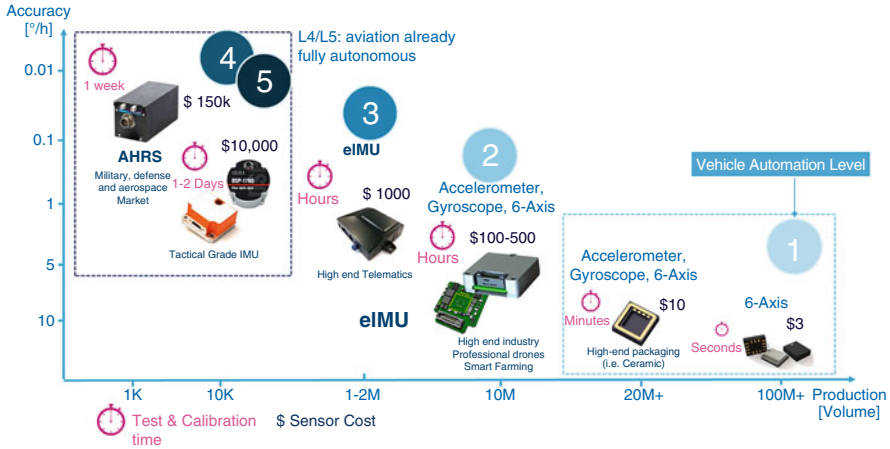 Accuracy
[°/h]
0.01
0.1
1
5
10
L4/L5: aviation already
fully autonomous
4
5
1 week
$ 150k
AHRS
Military, defense
and aerospace
Market
$10,000
1-2 Days
Tactical Grade IMU
3
eIMU
Hours
$ 1000
High end Telematics
eIMU
2
Accelerometer,
Gyroscope, 6-Axis
$100-500
Hours
High end industry
Professional drones
Smart Farming
Vehicle Automation Level
1
Accelerometer,
Gyroscope, 6-Axis
$10
Minutes
High-end packaging
(i.e. Ceramic)
6-Axis
$3
Seconds
1K
10K
1-2M
10M
20M+
100M+
Production
[Volume]
Test & Calibration
time
$ Sensor Cost